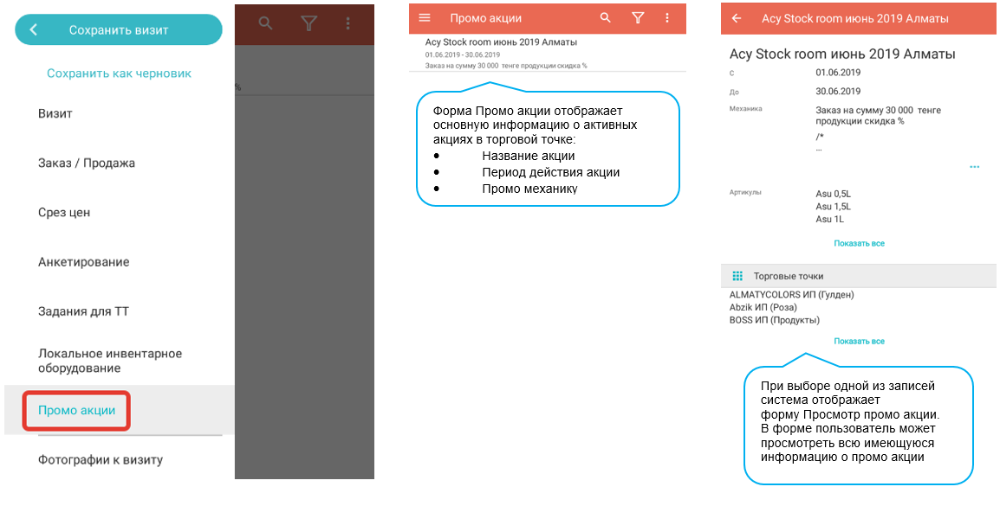 Сохранить визит
Сохранить как черновик
Визит
Заказ / Продажа
Срез цен
Анкетирование
Задания для ТТ
Локальное инвентарное
оборудование
Промо акции
Фотографии к визиту
%
Промо акции
Асу Stock room июнь 2019 Алматы
01.06.2019 - 30.06.2019
Заказ на сумму 30 000 тенге продукции скидка %
Форма Промо акции отображает
основную информацию о активных
акциях в торговой точке:
• Название акции
• Период действия акции
• Промо механику
Асу Stock room июнь 2019 Алматы
Асу Stock room июнь 2019 Алматы
С 01.06.2019
До 30.06.2019
Механика Заказ на сумму 30 000 тенге
продукции скидка %
/*
...
Артикулы Asu 0,5L
Asu 1,5L
Asu 1L
Показать все
Торговые точки
ALMATYCOLORS ИП (Гулден)
Abzik ИП (Роза)
BOSS ИП (Продукты)
Показать все
При выборе одной из записей
система отображает
форму Просмотр промо акции.
В форме пользователь может
просмотреть всю имеющуюся
информацию о промо акции